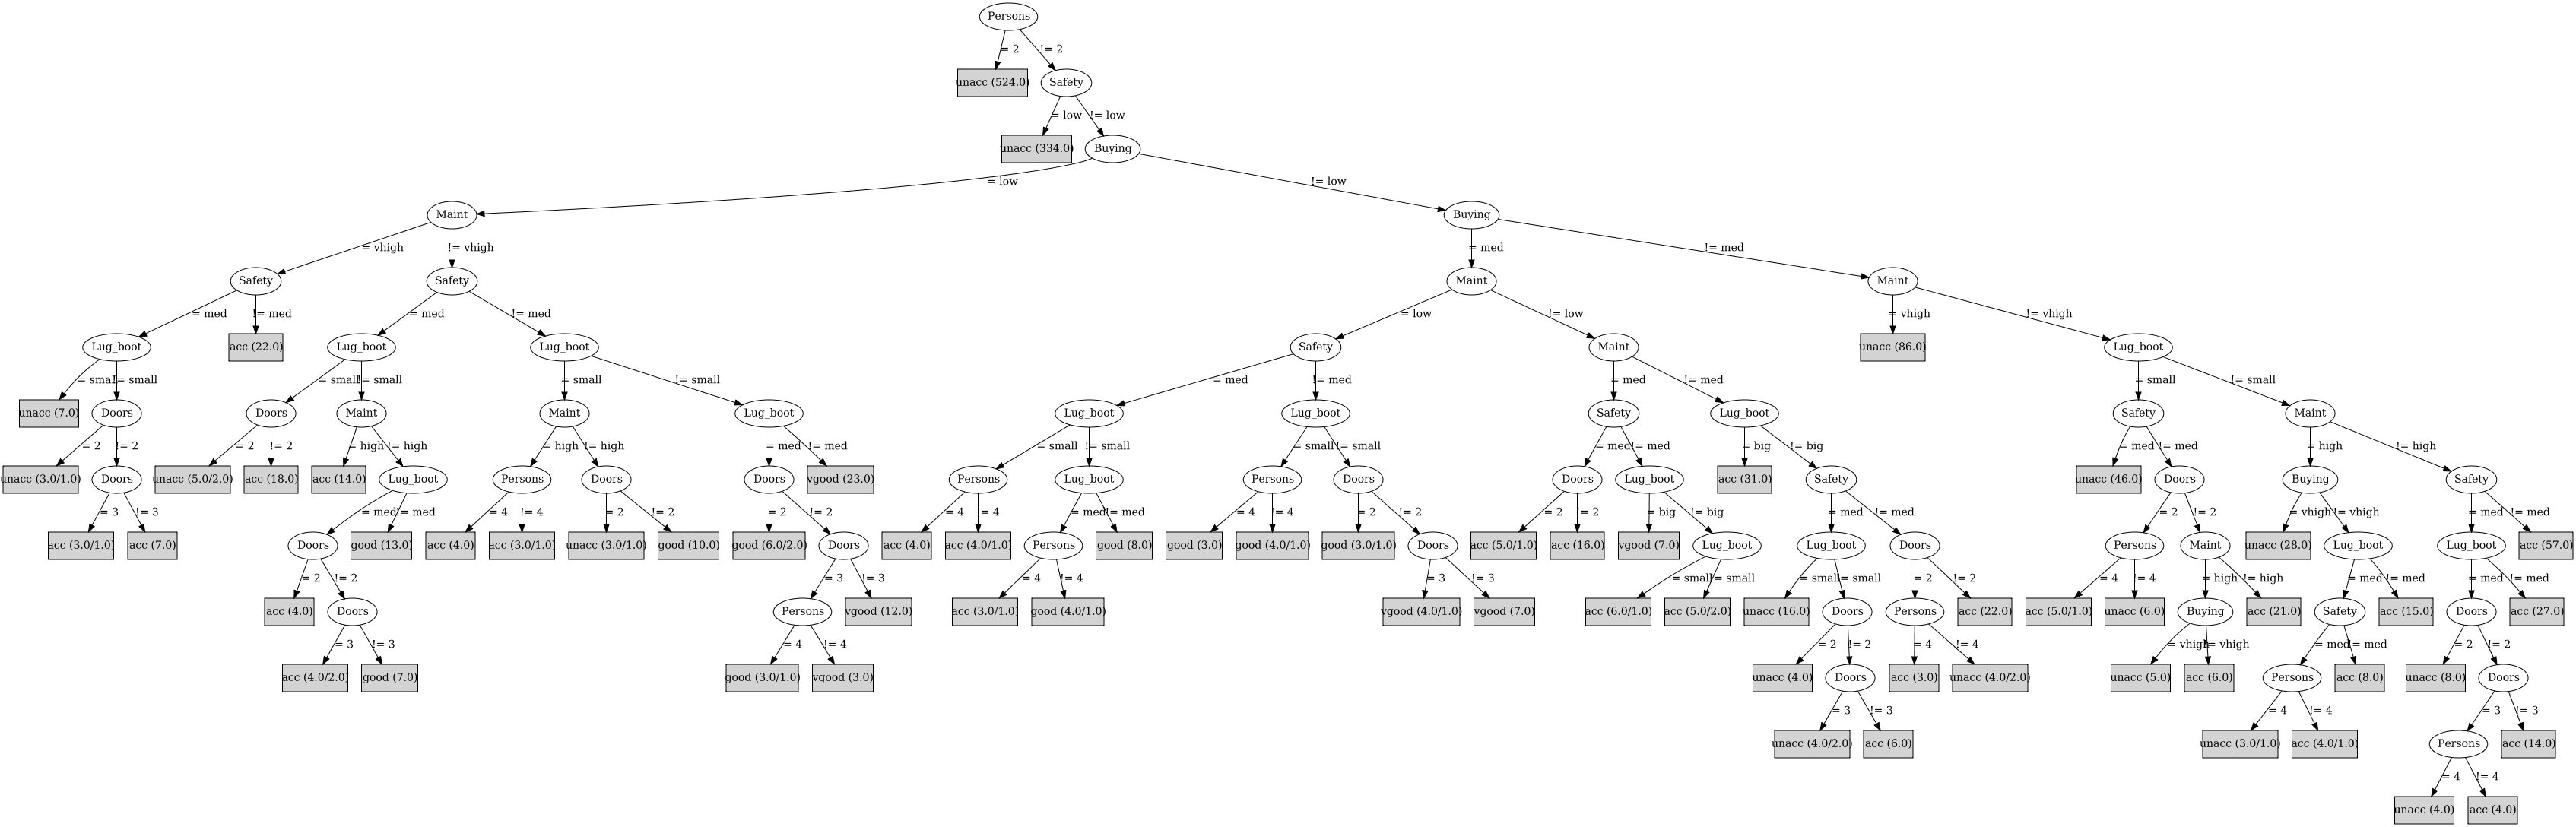 Persons
= 2
!= 2
unacc (524.0)
Safety
= low
!= low
unacc (334.0)
Buying
= low
!= low
Maint
Buying
= vhigh
!= vhigh
= med
!= med
Safety
Safety
Maint
Maint
= med
!= med
= med
!= med
= low
!= low
= vhigh
!= vhigh
Lug_boot
acc (22.0)
Lug_boot
Lug_boot
Safety
Maint
unacc (86.0)
Lug_boot
= small
!= small
= small
!= small
= small
!= small
= med
!= med
= med
!= med
= small
!= small
unacc (7.0)
Doors
Doors
Maint
Maint
Lug_boot
Lug_boot
Lug_boot
Safety
Lug_boot
Safety
Maint
= 2
!= 2
= 2
!= 2
= high
!= high
= high
!= high
= med
!= med
= small
!= small
= small
!= small
= med
!= med
= big
!= big
= med
!= med
= high
!= high
unacc (3.0/1.0)
Doors
unacc (5.0/2.0)
acc (18.0)
acc (14.0)
Lug_boot
Persons
Doors
Doors
vgood (23.0)
Persons
Lug_boot
Persons
Doors
Doors
Lug_boot
acc (31.0)
Safety
unacc (46.0)
Doors
Buying
Safety
= 3
!= 3
= med
!= med
= 4
!= 4
= 2
!= 2
= 2
!= 2
= 4
!= 4
= med
!= med
= 4
!= 4
= 2
!= 2
= 2
!= 2
= big
!= big
= med
!= med
= 2
!= 2
= vhigh
!= vhigh
= med
!= med
acc (3.0/1.0)
acc (7.0)
Doors
good (13.0)
acc (4.0)
acc (3.0/1.0)
unacc (3.0/1.0)
good (10.0)
good (6.0/2.0)
Doors
acc (4.0)
acc (4.0/1.0)
Persons
good (8.0)
good (3.0)
good (4.0/1.0)
good (3.0/1.0)
Doors
acc (5.0/1.0)
acc (16.0)
vgood (7.0)
Lug_boot
Lug_boot
Doors
Persons
Maint
unacc (28.0)
Lug_boot
Lug_boot
acc (57.0)
= 2
!= 2
= 3
!= 3
= 4
!= 4
= 3
!= 3
= small
!= small
= small
!= small
= 2
!= 2
= 4
!= 4
= high
!= high
= med
!= med
= med
!= med
acc (4.0)
Doors
Persons
vgood (12.0)
acc (3.0/1.0)
good (4.0/1.0)
vgood (4.0/1.0)
vgood (7.0)
acc (6.0/1.0)
acc (5.0/2.0)
unacc (16.0)
Doors
Persons
acc (22.0)
acc (5.0/1.0)
unacc (6.0)
Buying
acc (21.0)
Safety
acc (15.0)
Doors
acc (27.0)
= 3
!= 3
= 4
!= 4
= 2
!= 2
= 4
!= 4
= vhigh
!= vhigh
= med
!= med
= 2
!= 2
acc (4.0/2.0)
good (7.0)
good (3.0/1.0)
vgood (3.0)
unacc (4.0)
Doors
acc (3.0)
unacc (4.0/2.0)
unacc (5.0)
acc (6.0)
Persons
acc (8.0)
unacc (8.0)
Doors
= 3
!= 3
= 4
!= 4
= 3
!= 3
unacc (4.0/2.0)
acc (6.0)
unacc (3.0/1.0)
acc (4.0/1.0)
Persons
acc (14.0)
= 4
!= 4
unacc (4.0)
acc (4.0)